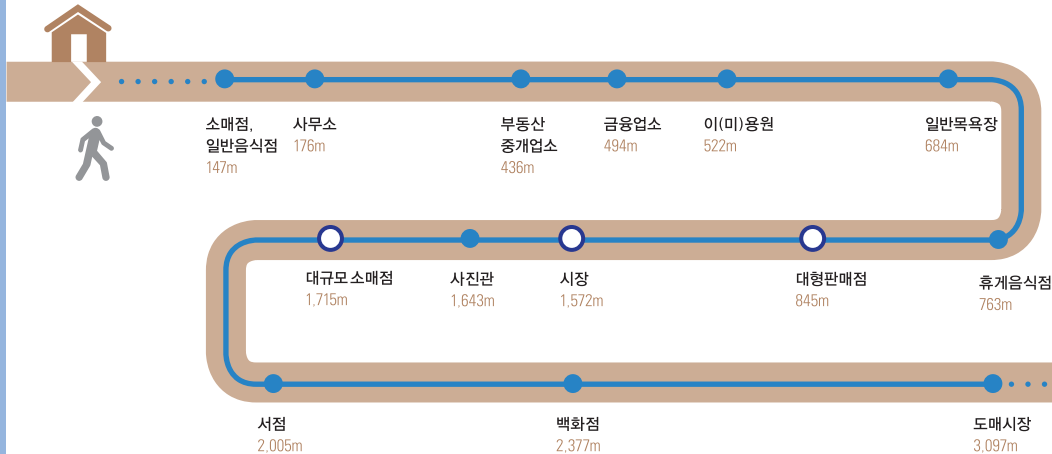 소매점,
일반음식점
147m
사무소
176m
부동산
중개업소
436m
금융업소
494m
이(미)용원
522m
일반목욕장
684m
대규모 소매점
1,715m
사진관
1,643m
시장
1,572m
대형판매점
845m
휴게음식점
763m
서점
2,005m
백화점
2,377m
도매시장
3,097m